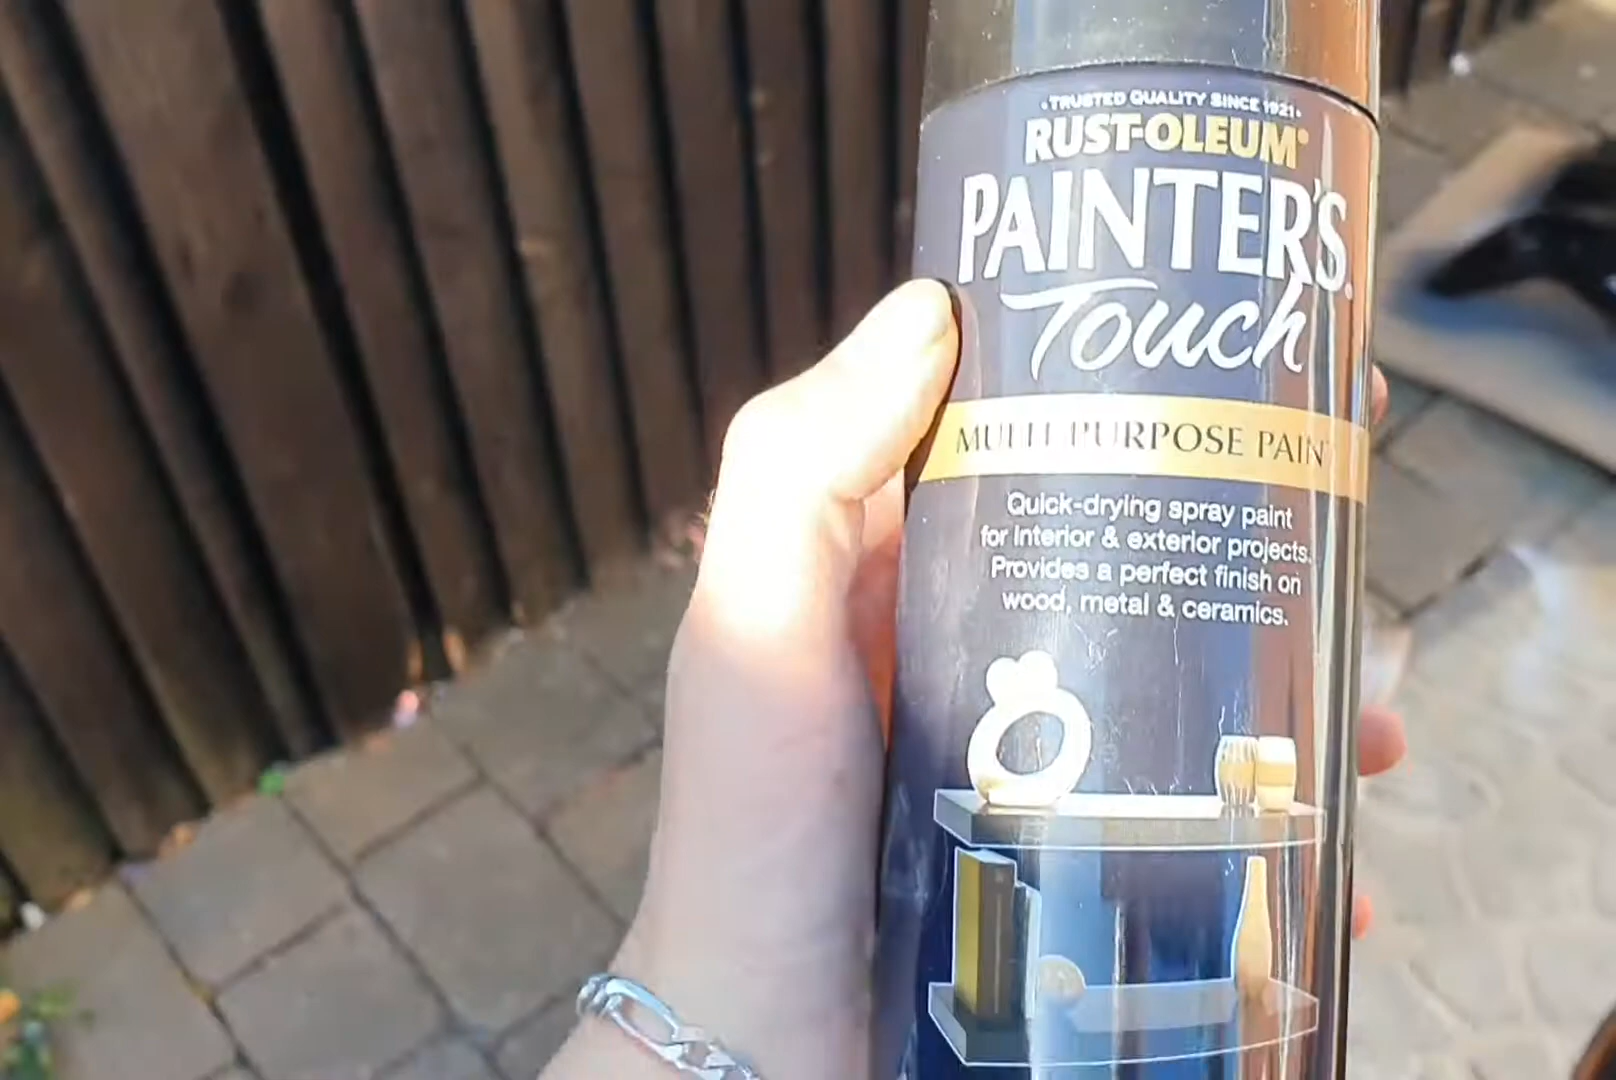 • TRUSTED QUALITY SINCE 1921 •
RUST-OLEUM®
PAINTER'S
Touch
MULTI PURPOSE PAINT
Quick-drying spray paint
for interior & exterior projects.
Provides a perfect finish on
wood, metal & ceramics.